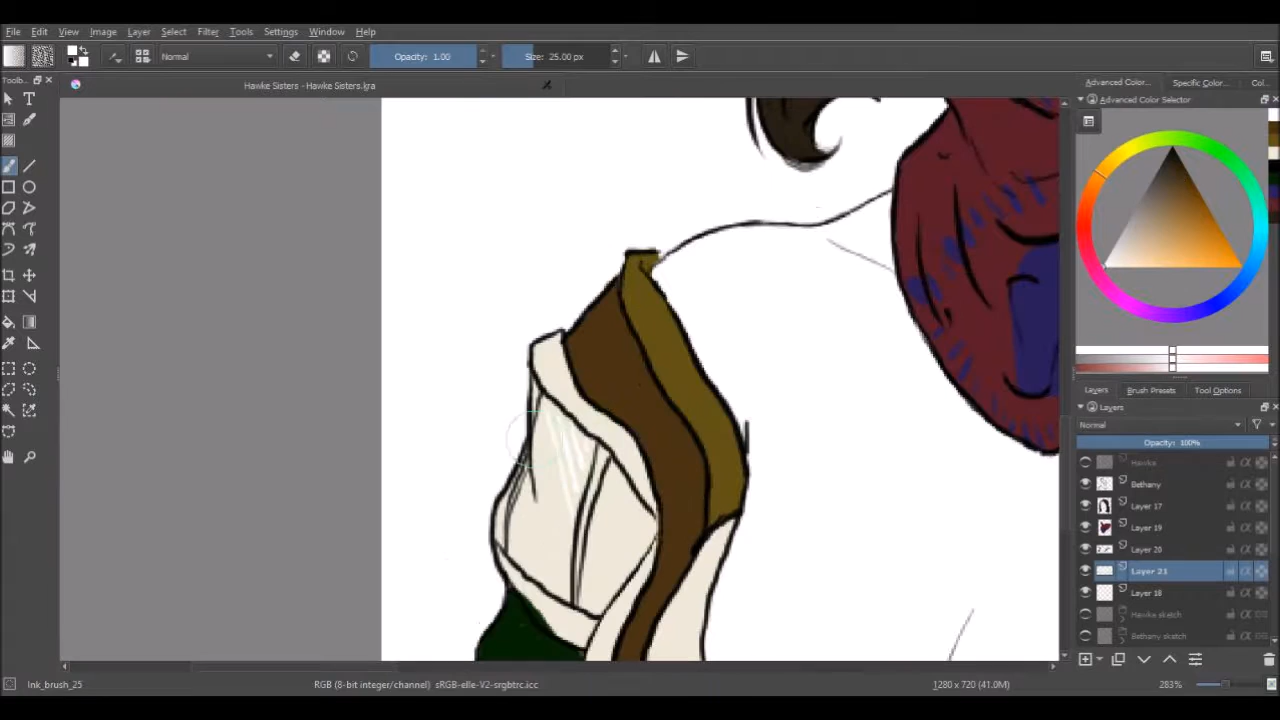 File Edit View Image Layer Select Filter Tools Settings Window Help
Normal Opacity: 1.00 Size: 25.00 px
Toolb... Hawke Sisters - Hawke Sisters.kra Advanced Color... Specific Color... Col...
Advanced Color Selector
Layers Brush Presets Tool Options
Layers
Normal
Opacity: 100%
Hawke
Bethany
Layer 17
Layer 19
Layer 20
Layer 21
Layer 18
Hawke sketch
Bethany sketch
Ink_brush_25 RGB (8-bit integer/channel) sRGB-elle-V2-srgbtrc.icc 1280 x 720 (41.0M) 283%